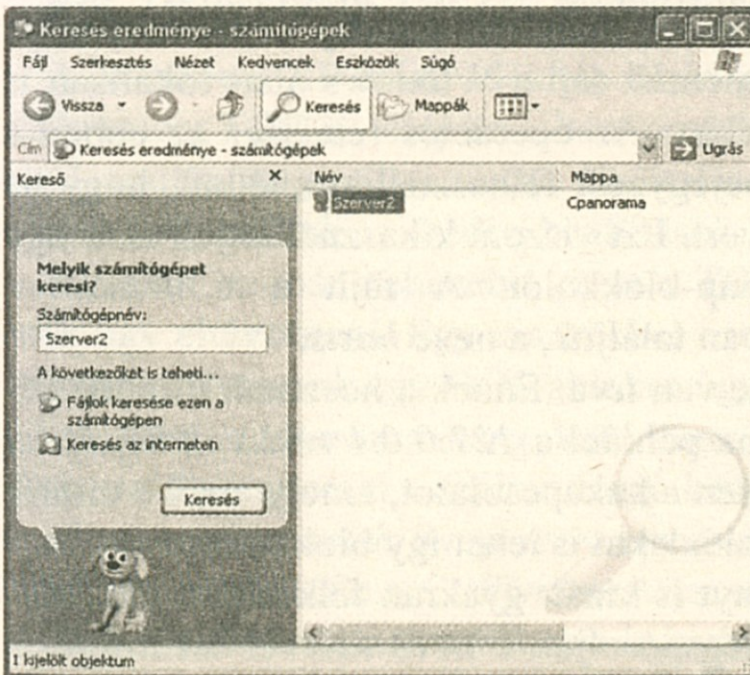 Keresés eredménye - számítógépek
Fájl Szerkesztés Nézet Kedvencek Eszközök Súgó
Vissza Keresés Mappák
Cím Keresés eredménye - számítógépek Ugrás
Kereső
Név Mappa
Szerver2 Cpanorama
Melyik számítógépet
keresi?
Számítógépnév:
Szerver2
A következőket is teheti...
Fájlok keresése ezen a
számítógépen
Keresés az interneten
Keresés
1 kijelölt objektum